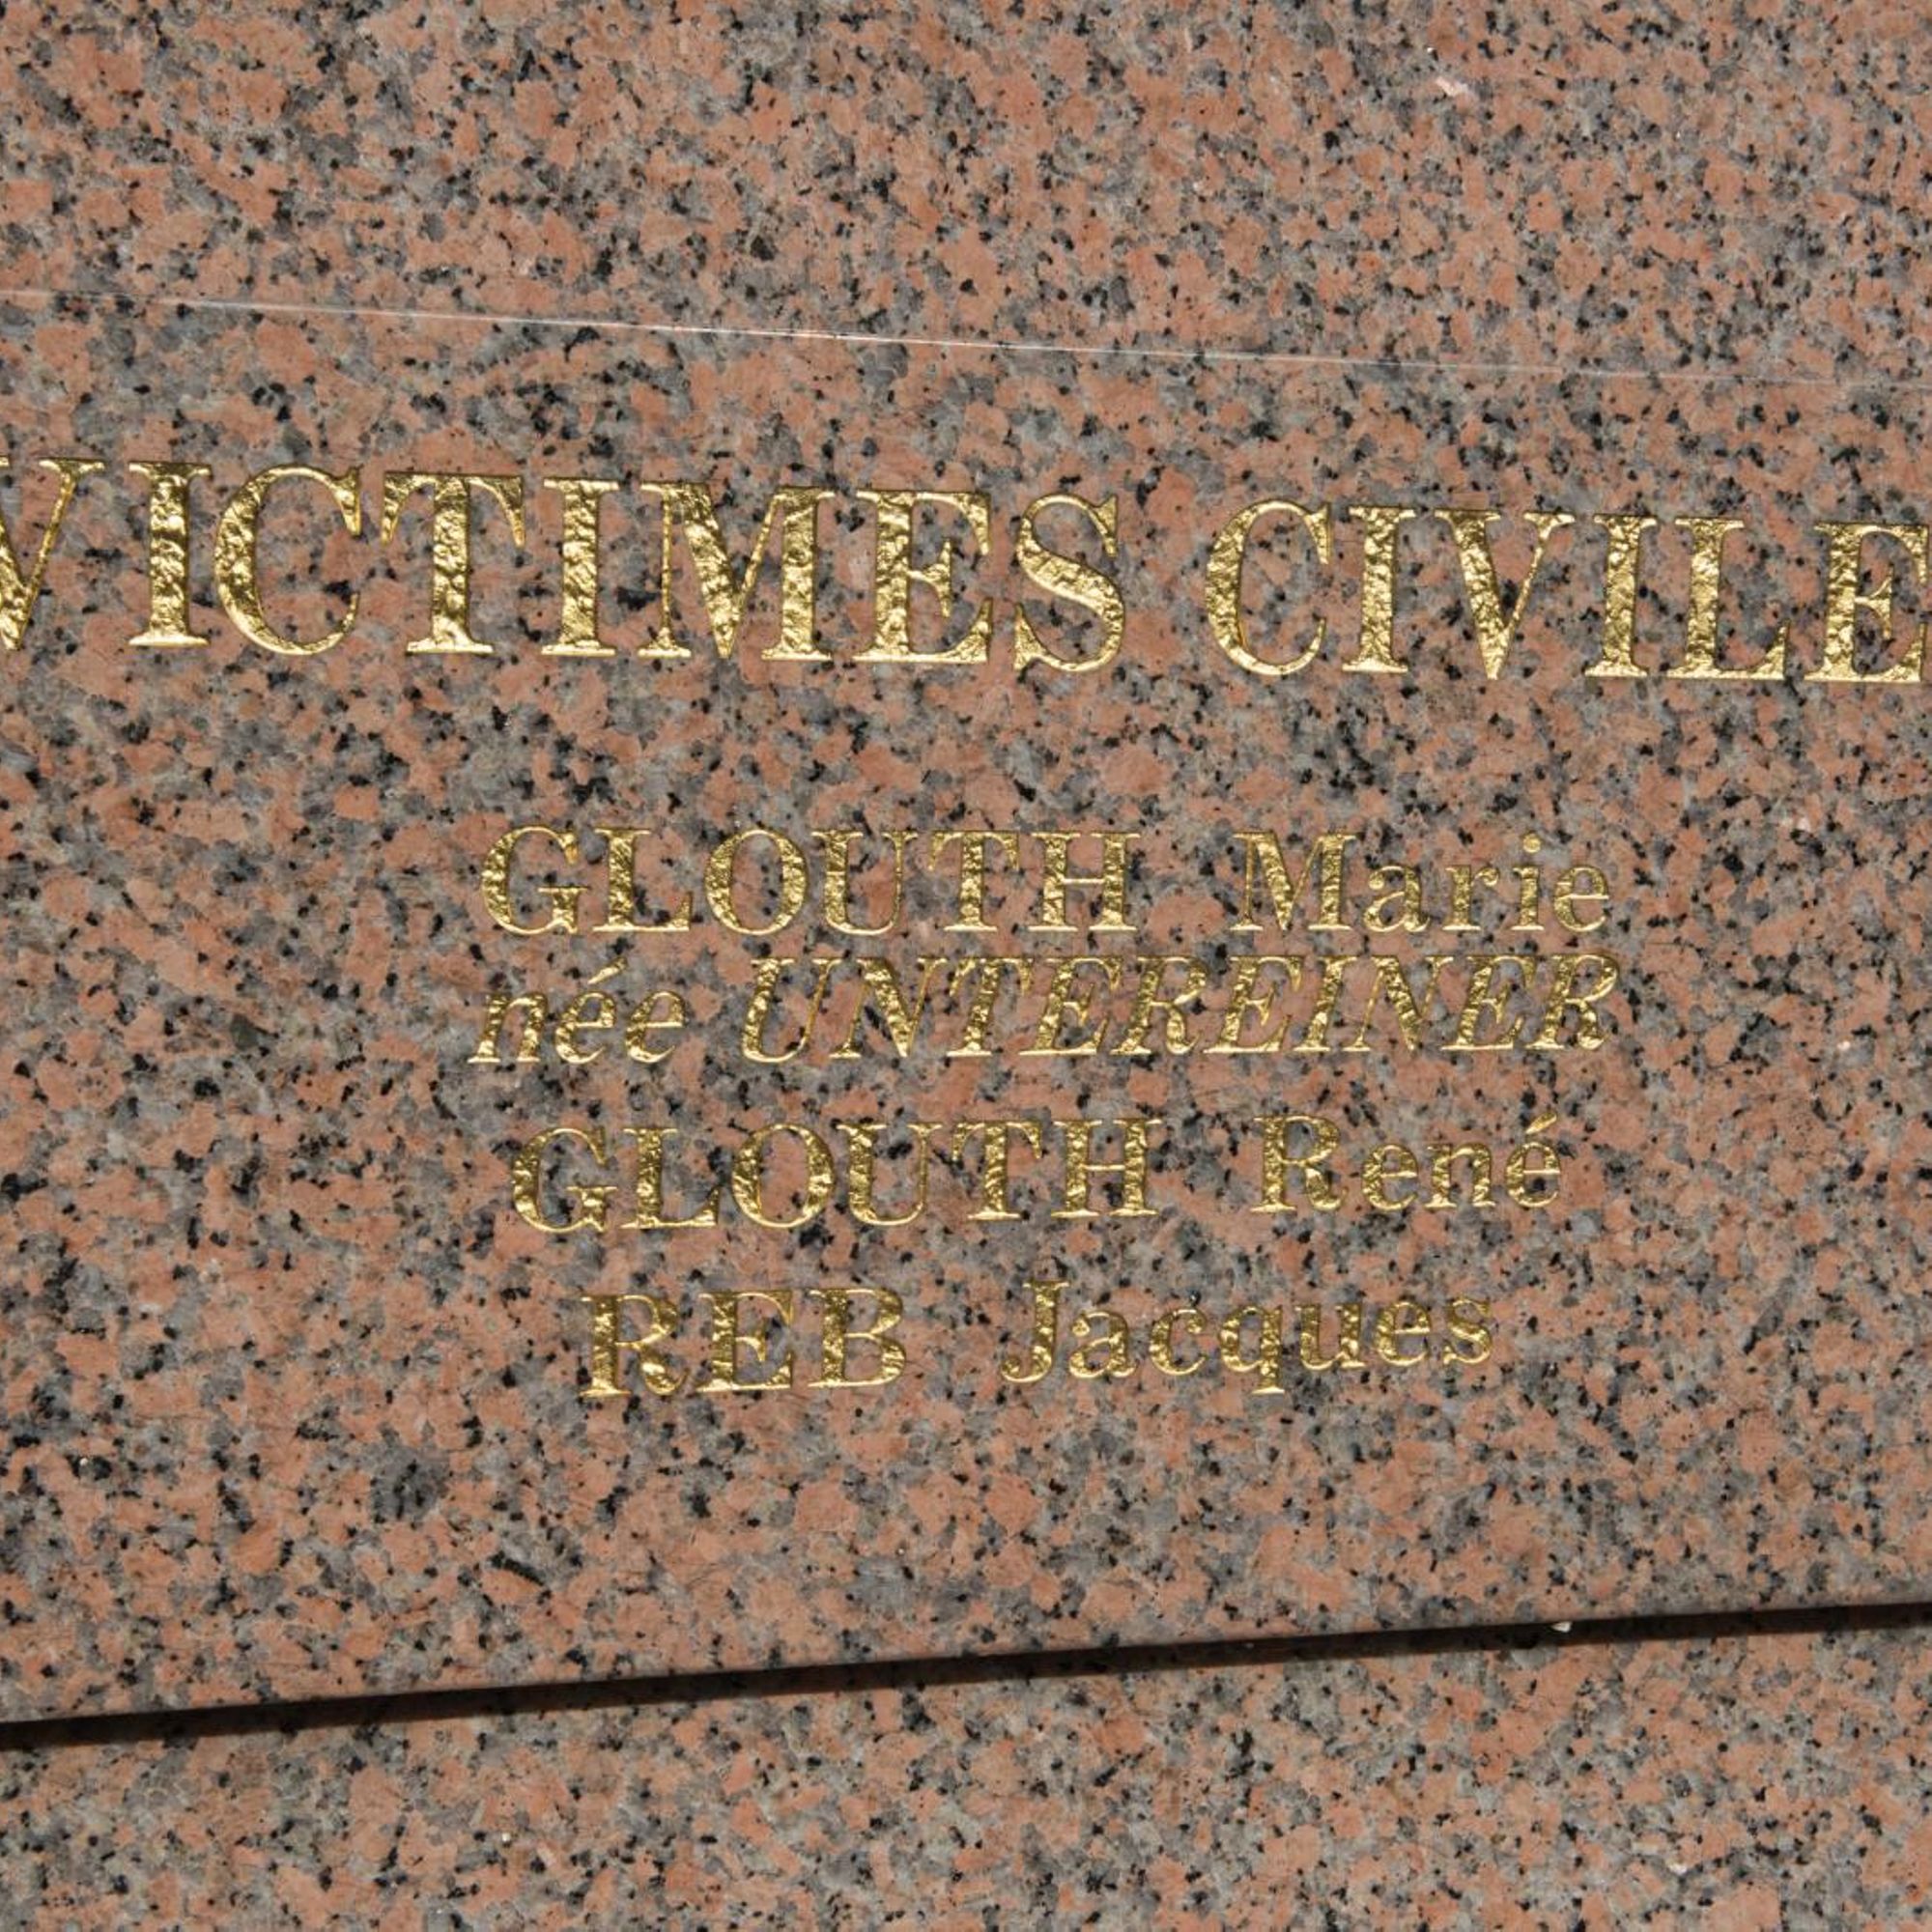 VICTIMES CIVILE
GLOUTH Marie
née UNTEREINER
GLOUTH René
REB Jacques